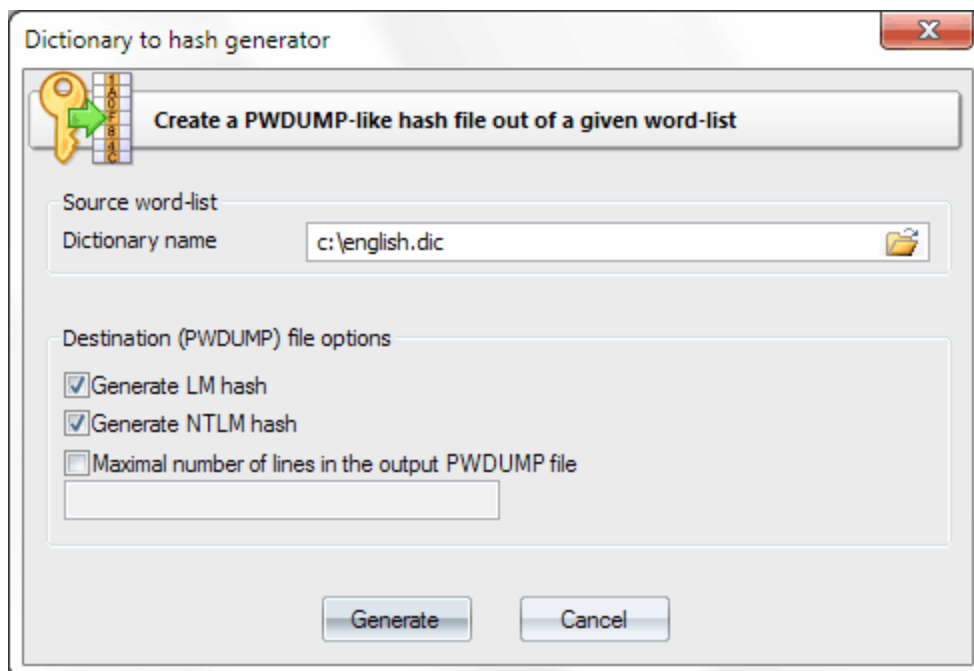 Dictionary to hash generator
Create a PWDUMP-like hash file out of a given word-list
Source word-list
Dictionary name c:\english.dic
Destination (PWDUMP) file options
Generate LM hash
Generate NTLM hash
Maximal number of lines in the output PWDUMP file
Generate Cancel